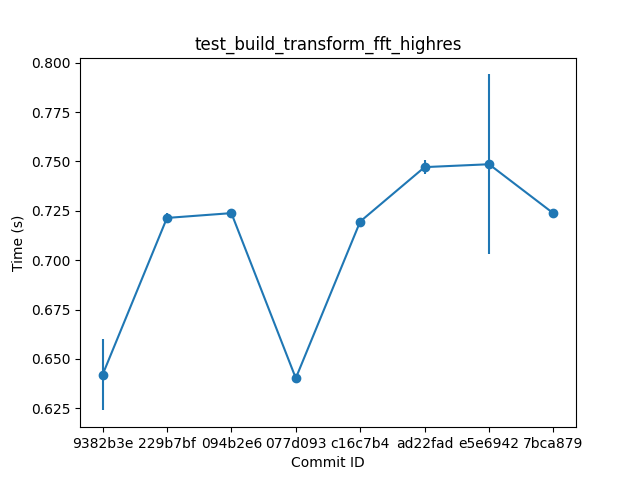 test_build_transform_fft_highres
0.800
0.775
0.750
0.725
0.700
0.675
0.650
0.625
Time (s)
9382b3e 229b7bf 094b2e6 077d093 c16c7b4 ad22fad e5e6942 7bca879
Commit ID